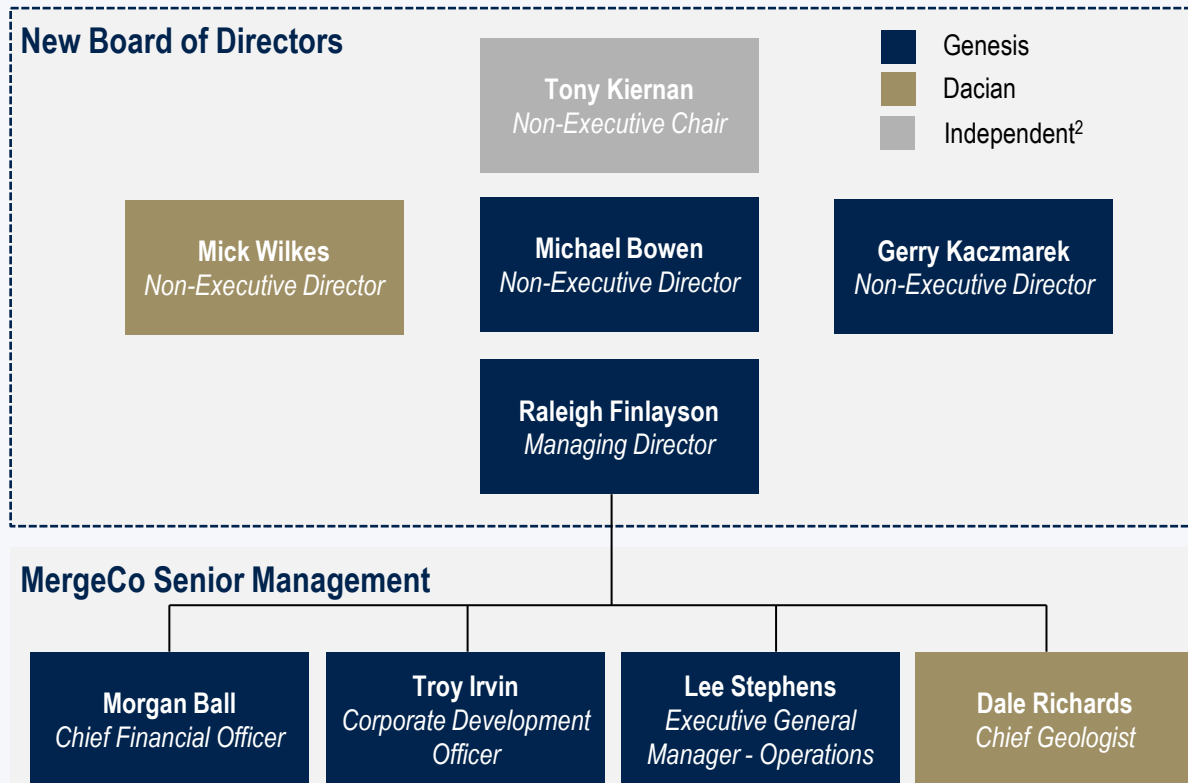 New Board of Directors
Genesis
Dacian
Independent²
Tony Kiernan
Non-Executive Chair
Mick Wilkes
Non-Executive Director
Michael Bowen
Non-Executive Director
Gerry Kaczmarek
Non-Executive Director
Raleigh Finlayson
Managing Director
MergeCo Senior Management
Morgan Ball
Chief Financial Officer
Troy Irvin
Corporate Development
Officer
Lee Stephens
Executive General
Manager - Operations
Dale Richards
Chief Geologist